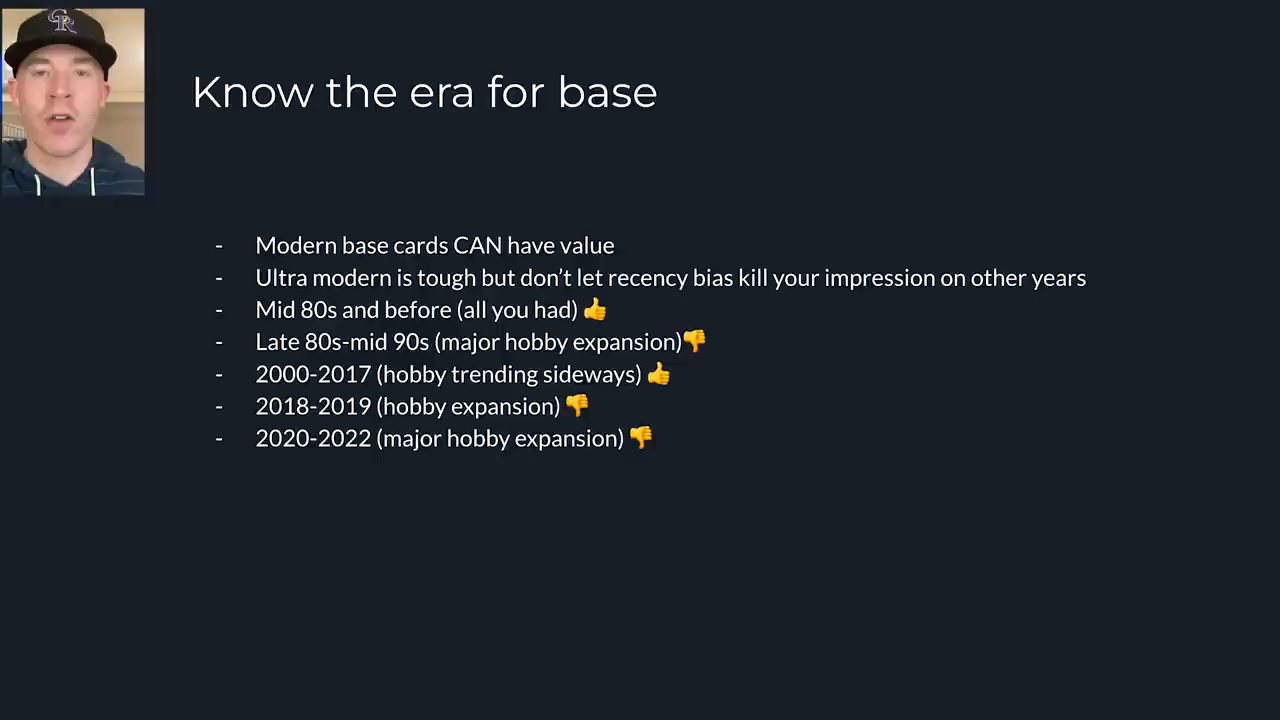 CR
Know the era for base
- Modern base cards CAN have value
- Ultra modern is tough but don’t let recency bias kill your impression on other years
- Mid 80s and before (all you had) 👍
- Late 80s-mid 90s (major hobby expansion)👎
- 2000-2017 (hobby trending sideways) 👍
- 2018-2019 (hobby expansion) 👎
- 2020-2022 (major hobby expansion) 👎